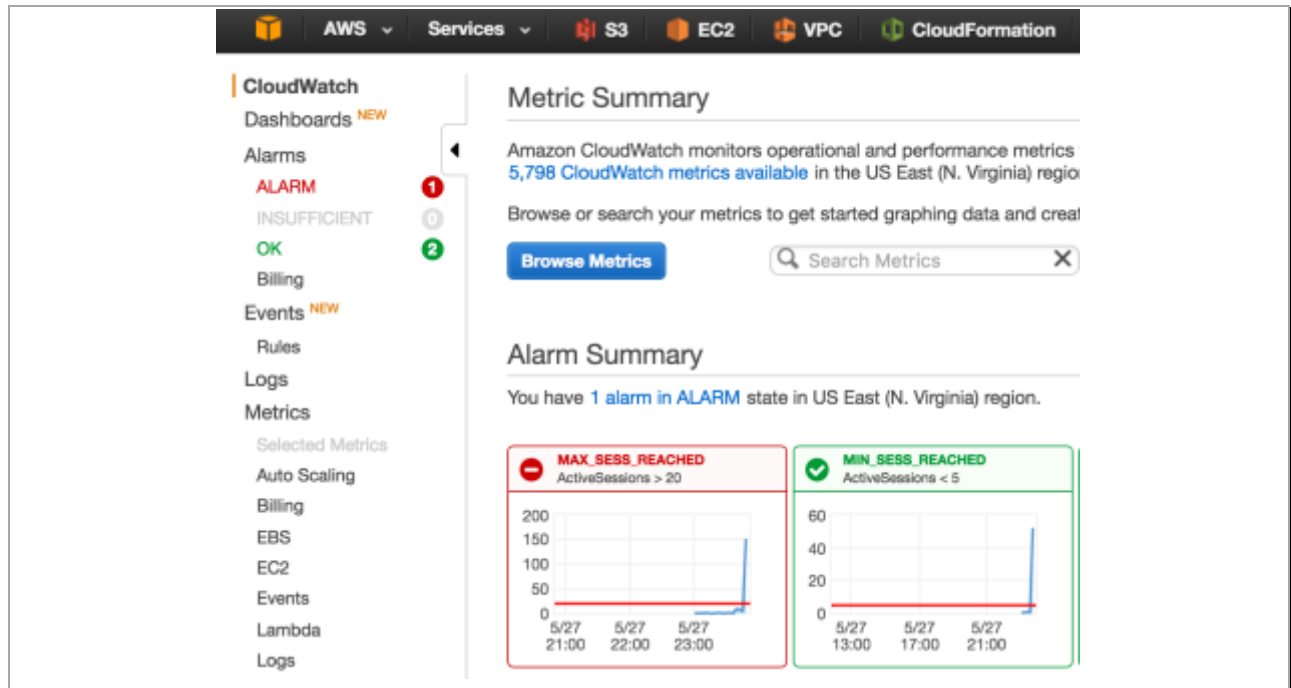 AWS Services S3 EC2 VPC CloudFormation
CloudWatch
Dashboards NEW
Alarms
ALARM 1
INSUFFICIENT 0
OK 2
Billing
Events NEW
Rules
Logs
Metrics
Selected Metrics
Auto Scaling
Billing
EBS
EC2
Events
Lambda
Logs
Metric Summary
Amazon CloudWatch monitors operational and performance metrics
5,798 CloudWatch metrics available in the US East (N. Virginia) regio
Browse or search your metrics to get started graphing data and crea
Browse Metrics Search Metrics
Alarm Summary
You have 1 alarm in ALARM state in US East (N. Virginia) region.
MAX_SESS_REACHED
ActiveSessions > 20
200
150
100
50
0
5/27 5/27 5/27
21:00 22:00 23:00
MIN_SESS_REACHED
ActiveSessions < 5
60
40
20
0
5/27 5/27 5/27
13:00 17:00 21:00